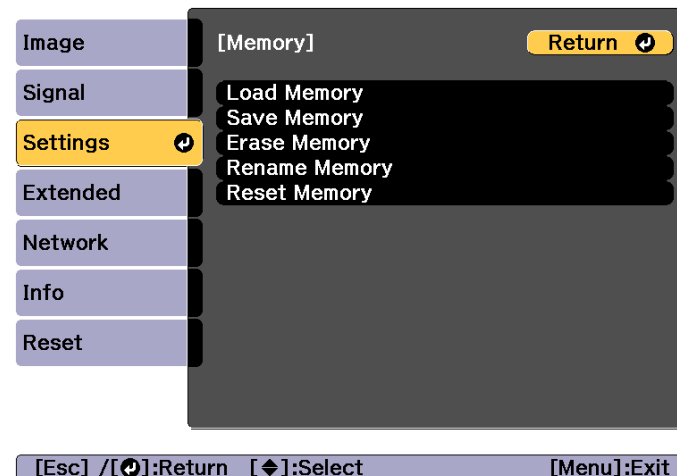 Image
Signal
Settings
Extended
Network
Info
Reset
[Memory]
Return
Load Memory
Save Memory
Erase Memory
Rename Memory
Reset Memory
[Esc] /[⏎]:Return [◆]:Select [Menu]:Exit